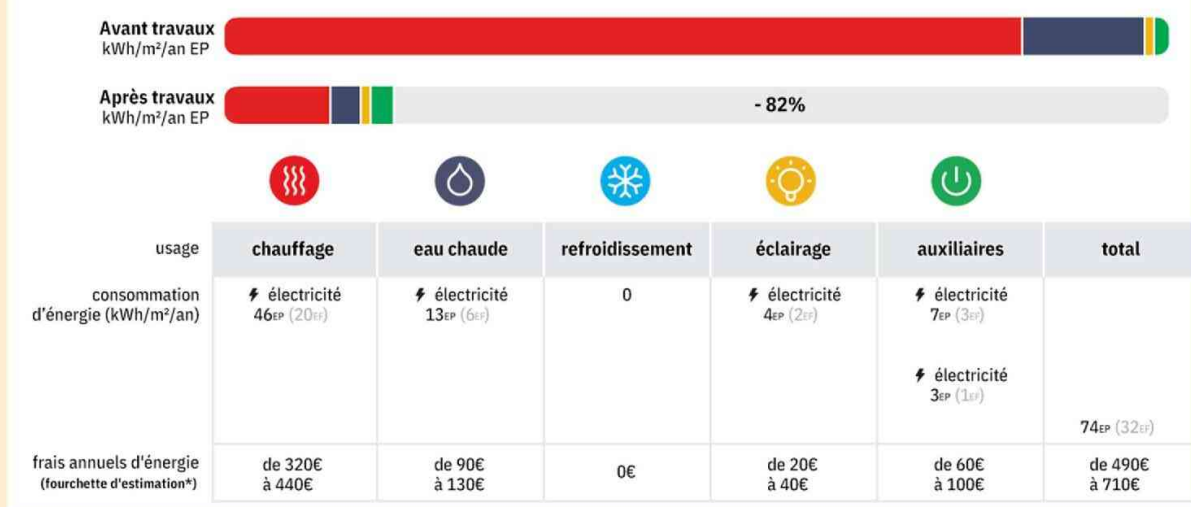 Avant travaux
kWh/m²/an EP
Après travaux
kWh/m²/an EP
- 82%
usage
chauffage
eau chaude
refroidissement
éclairage
auxiliaires
total
consommation
d'énergie (kWh/m²/an)
électricité
46EP (20EF)
électricité
13EP (6EF)
0
électricité
4EP (2EF)
électricité
7EP (3EF)
électricité
3EP (1EF)
74EP (32EF)
frais annuels d'énergie
(fourchette d'estimation*)
de 320€
à 440€
de 90€
à 130€
0€
de 20€
à 40€
de 60€
à 100€
de 490€
à 710€